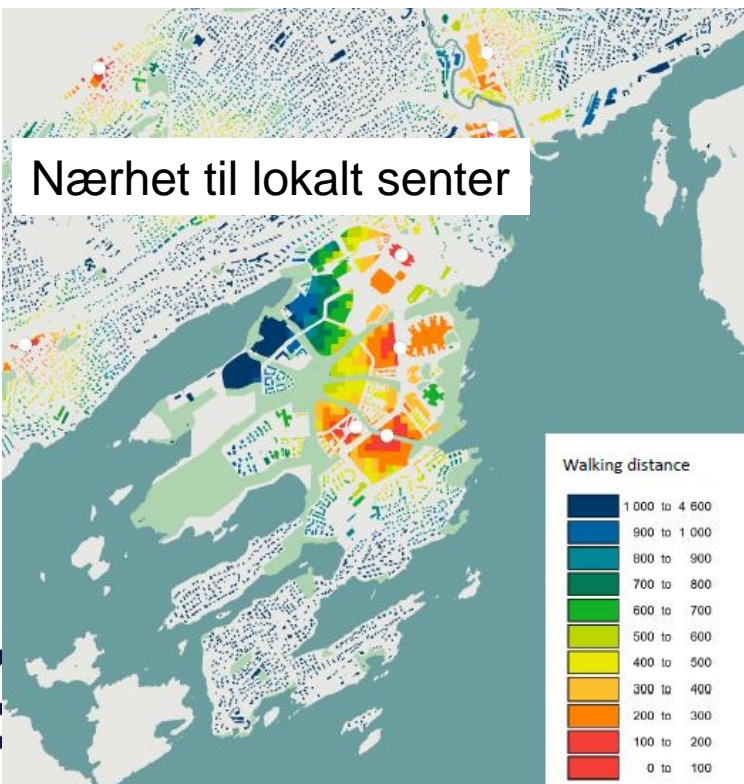 Nærhet til lokalt senter
Walking distance
1 000 to 4 600
900 to 1 000
800 to 900
700 to 800
600 to 700
500 to 600
400 to 500
300 to 400
200 to 300
100 to 200
0 to 100